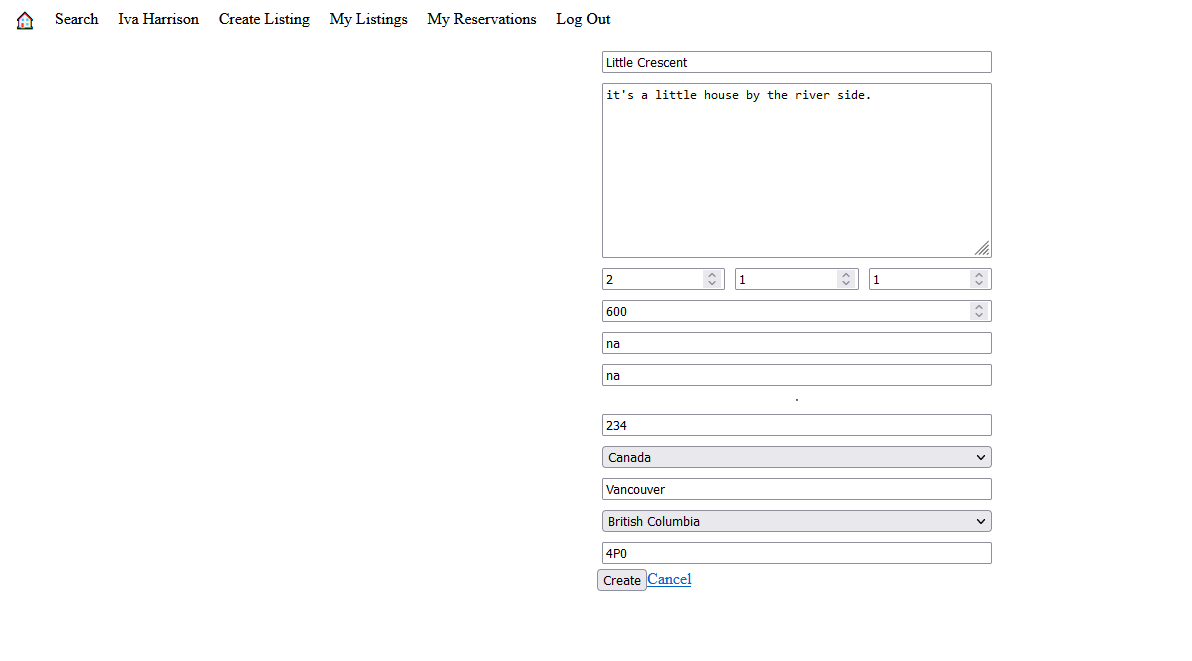 Search Iva Harrison Create Listing My Listings My Reservations Log Out
Little Crescent
it's a little house by the river side.
2 1 1
600
na
na
.
234
Canada
Vancouver
British Columbia
4P0
Create Cancel